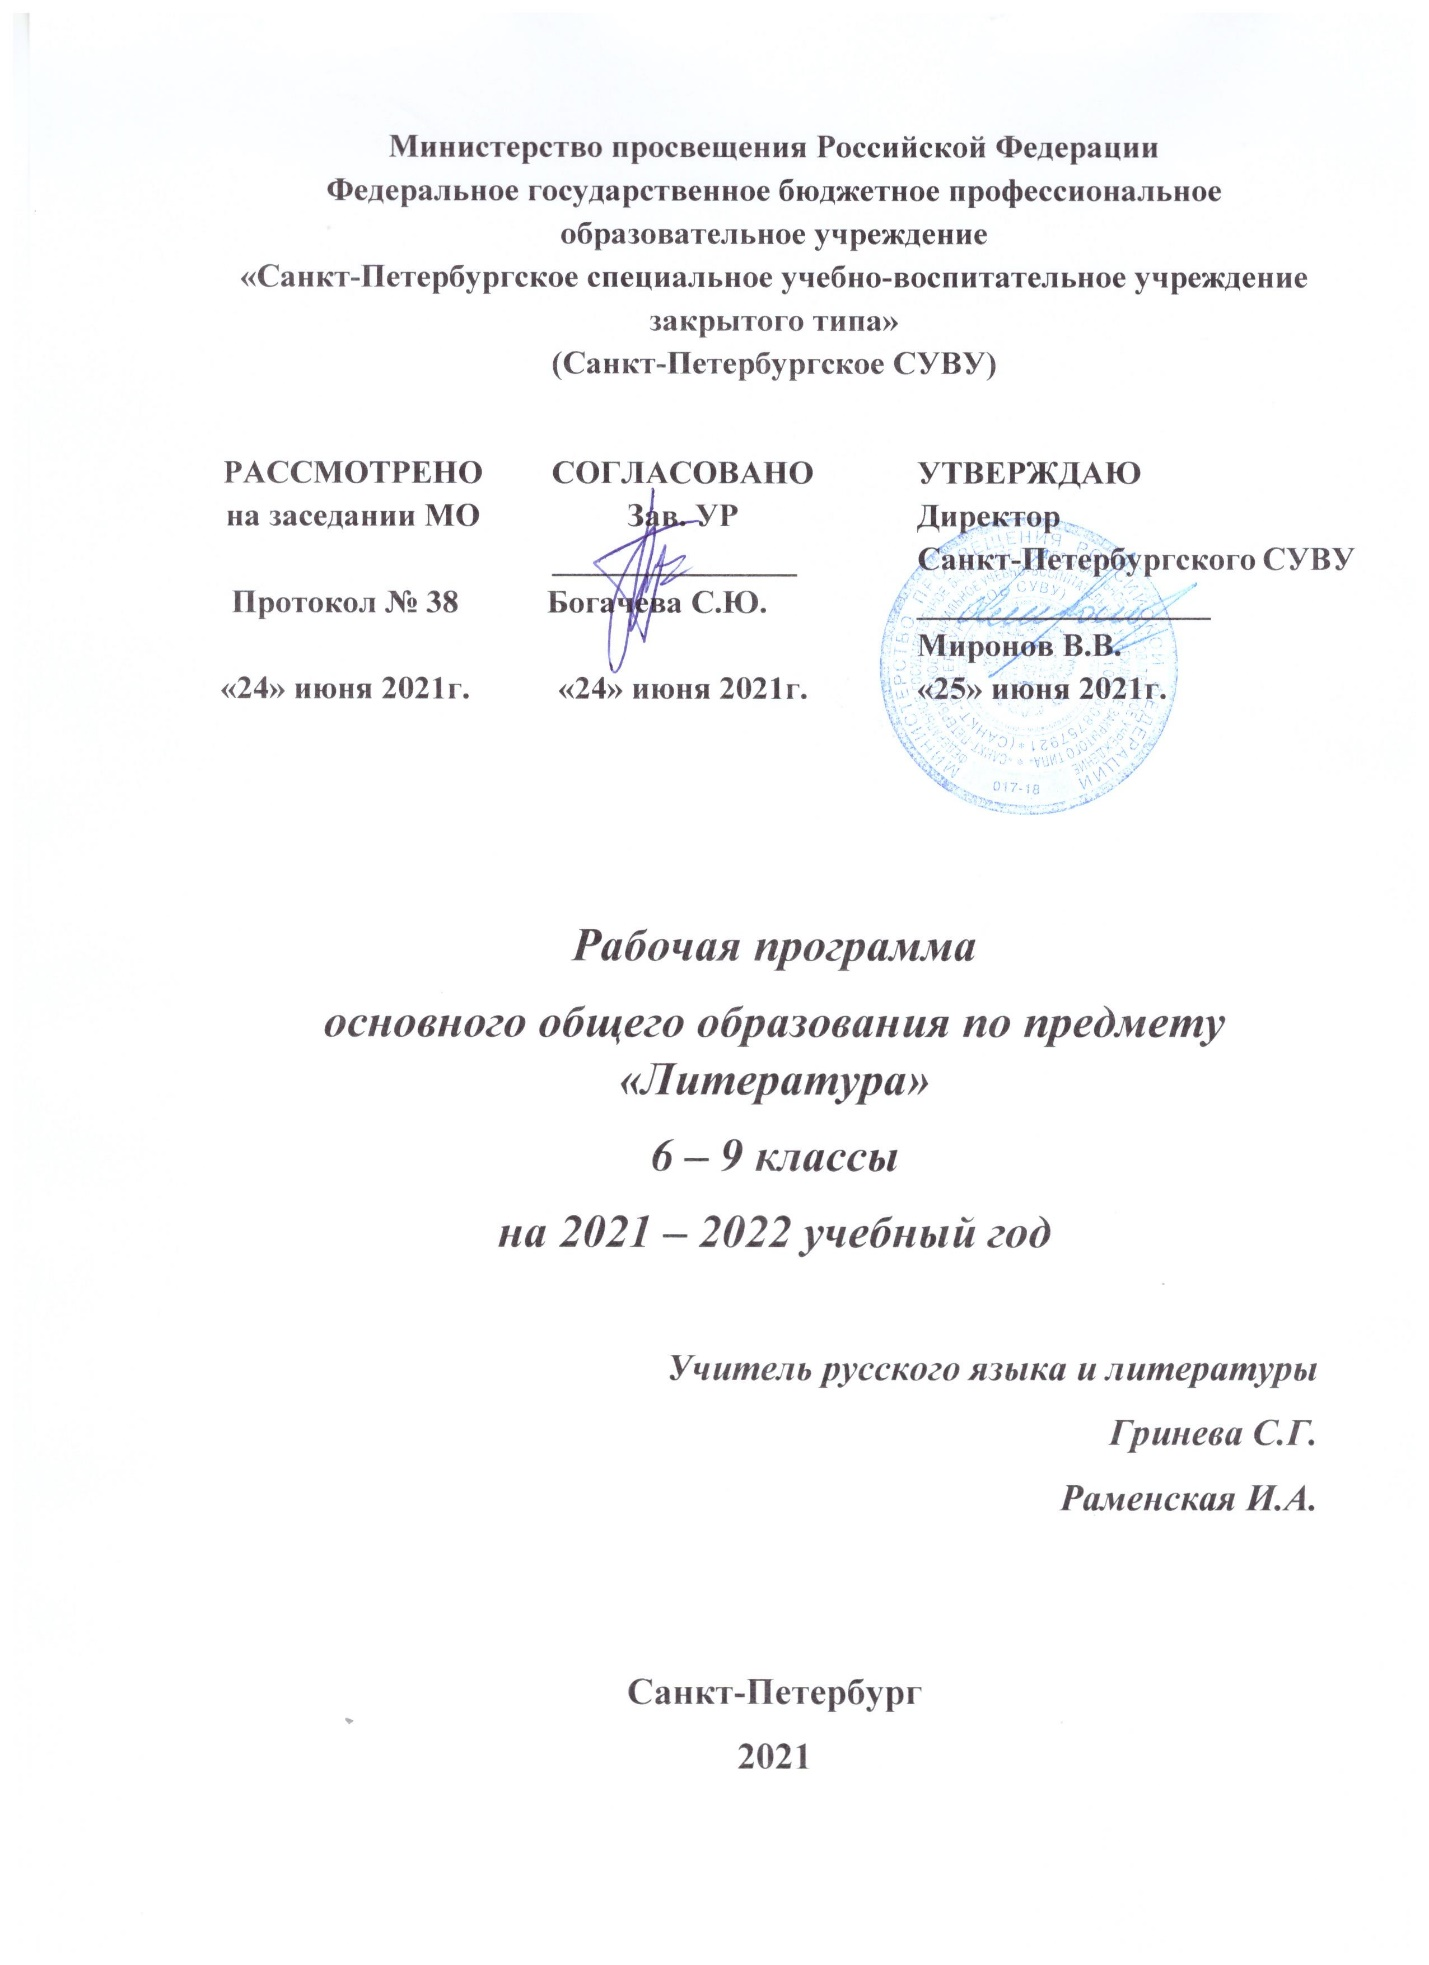 Министерство просвещения Российской Федерации
Федеральное государственное бюджетное профессиональное
образовательное учреждение
«Санкт-Петербургское специальное учебно-воспитательное учреждение
закрытого типа»
(Санкт-Петербургское СУВУ)
РАССМОТРЕНО
на заседании МО
Протокол № 38
«24» июня 2021г.
СОГЛАСОВАНО
Зав. УР
Богачева С.Ю.
«24» июня 2021г.
УТВЕРЖДАЮ
Директор
Санкт-Петербургского СУВУ
Миронов В.В.
«25» июня 2021г.
017-18
Рабочая программа
основного общего образования по предмету
«Литература»
6 – 9 классы
на 2021 – 2022 учебный год
Учитель русского языка и литературы
Гринева С.Г.
Раменская И.А.
Санкт-Петербург
2021